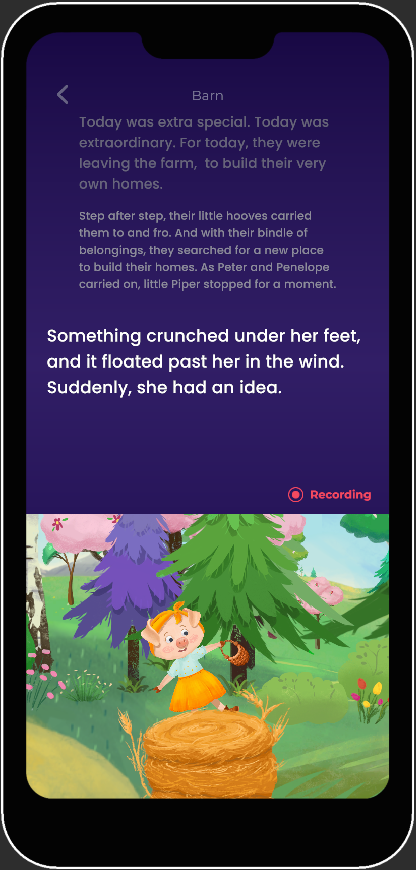 Barn
Today was extra special. Today was
extraordinary. For today, they were
leaving the farm,  to build their very
own homes.
Step after step, their little hooves carried
them to and fro. And with their bindle of
belongings, they searched for a new place
to build their homes. As Peter and Penelope
carried on, little Piper stopped for a moment.
Something crunched under her feet,
and it floated past her in the wind.
Suddenly, she had an idea.
Recording